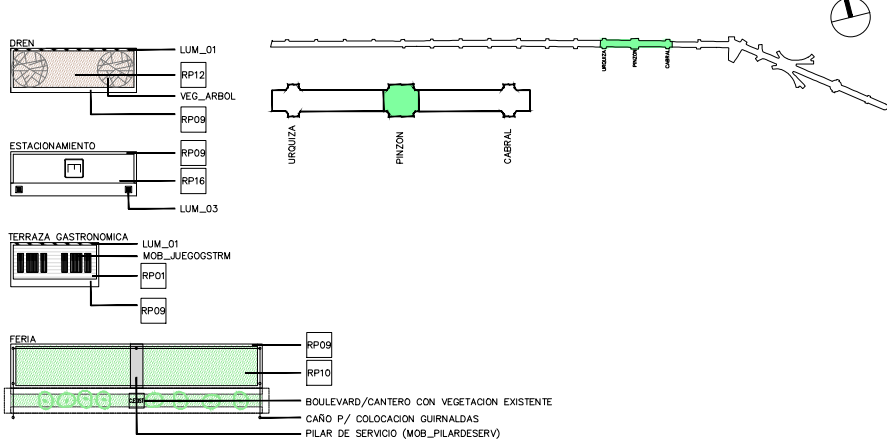 DREN
LUM_01
RP12
VEG_ARBOL
RP09
ESTACIONAMIENTO
RP09
E
RP16
LUM_03
TERRAZA GASTRONOMICA
LUM_01
MOB_JUEGOGSTRM
RP01
RP09
FERIA
RP09
RP10
BOULEVARD/CANTERO CON VEGETACION EXISTENTE
CAÑO P/ COLOCACION GUIRNALDAS
PILAR DE SERVICIO (MOB_PILARDESERV)
URQUIZA
PINZON
CABRAL
URQUIZA
PINZON
CABRAL